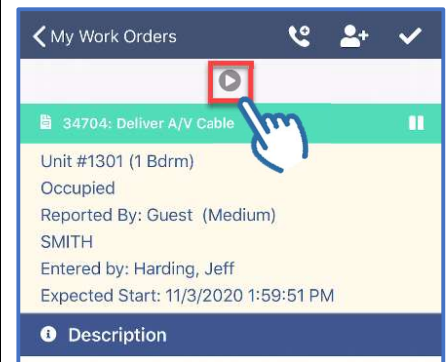 My Work Orders
34704: Deliver A/V Cable
Unit #1301 (1 Bdrm)
Occupied
Reported By: Guest (Medium)
SMITH
Entered by: Harding, Jeff
Expected Start: 11/3/2020 1:59:51 PM
Description